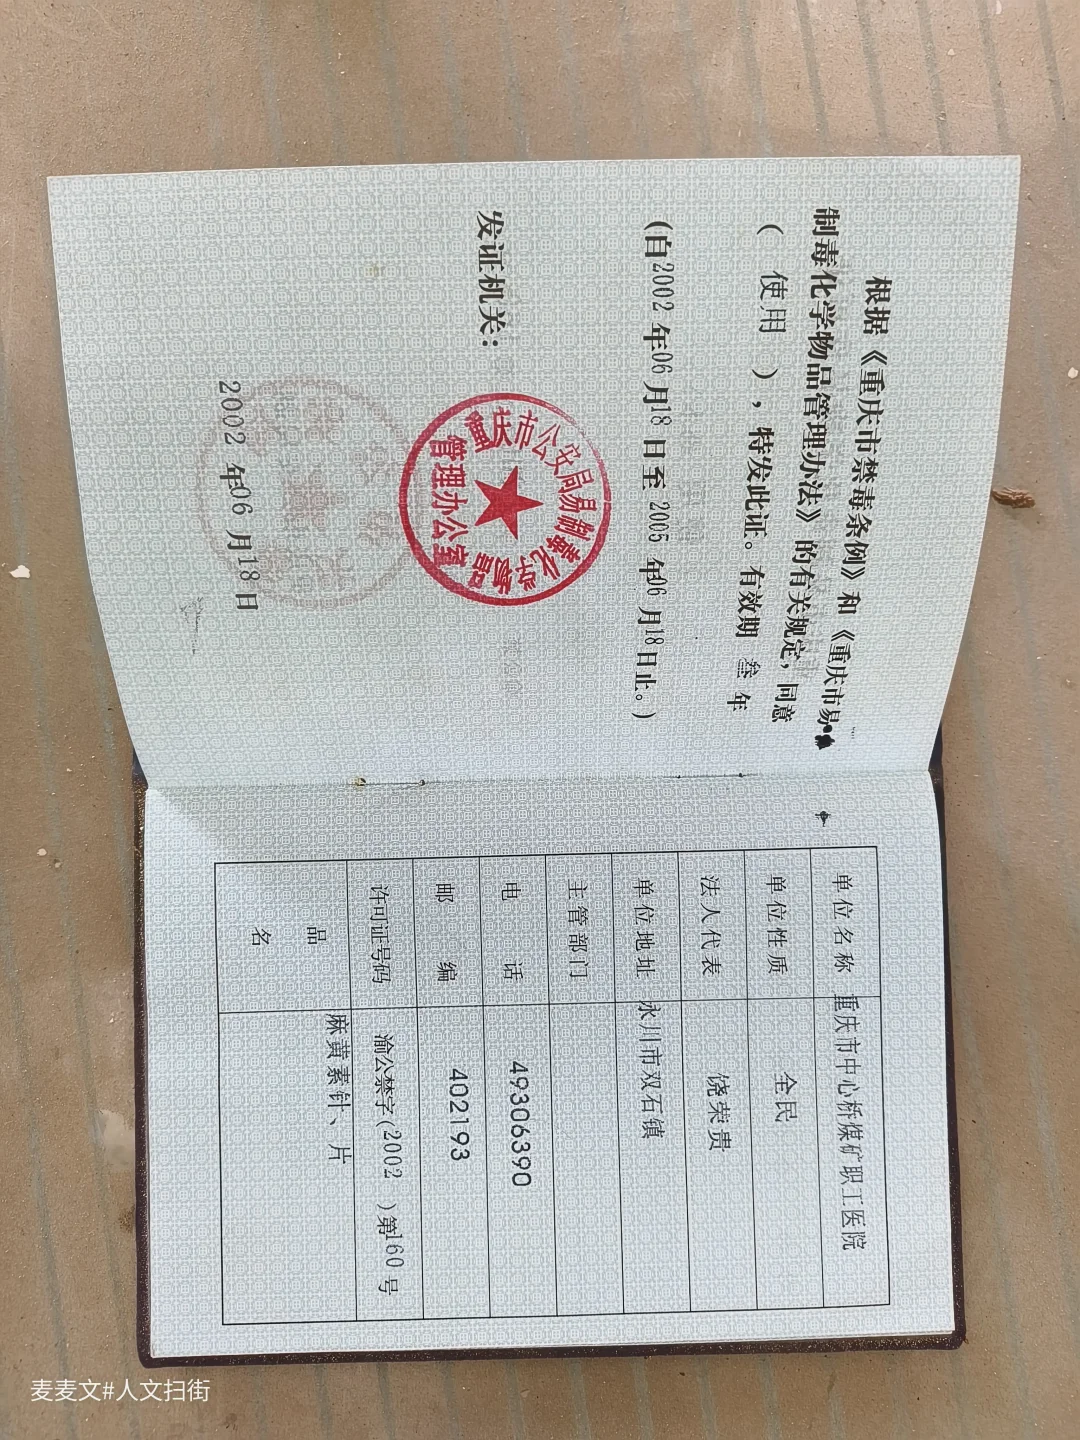 根据《重庆市禁毒条例》和《重庆市易
制毒化学物品管理办法》的有关规定，同意
（ 使用 ），特发此证。有效期 叁 年
(自2002 年06 月18 日至 2005 年06 月18日止。)
发证机关：
重庆市公安局易制毒化学物品
管理办公室
2002 年06 月18日
单位名称 重庆市中心桥煤矿职工医院
单位性质 全民
法人代表 饶荣贵
单位地址 永川市双石镇
主管部门
电 话 49306390
邮 编 402193
许可证号码 渝公禁字(2002 )第160号
品名 麻黄素针、片
麦麦文#人文扫街